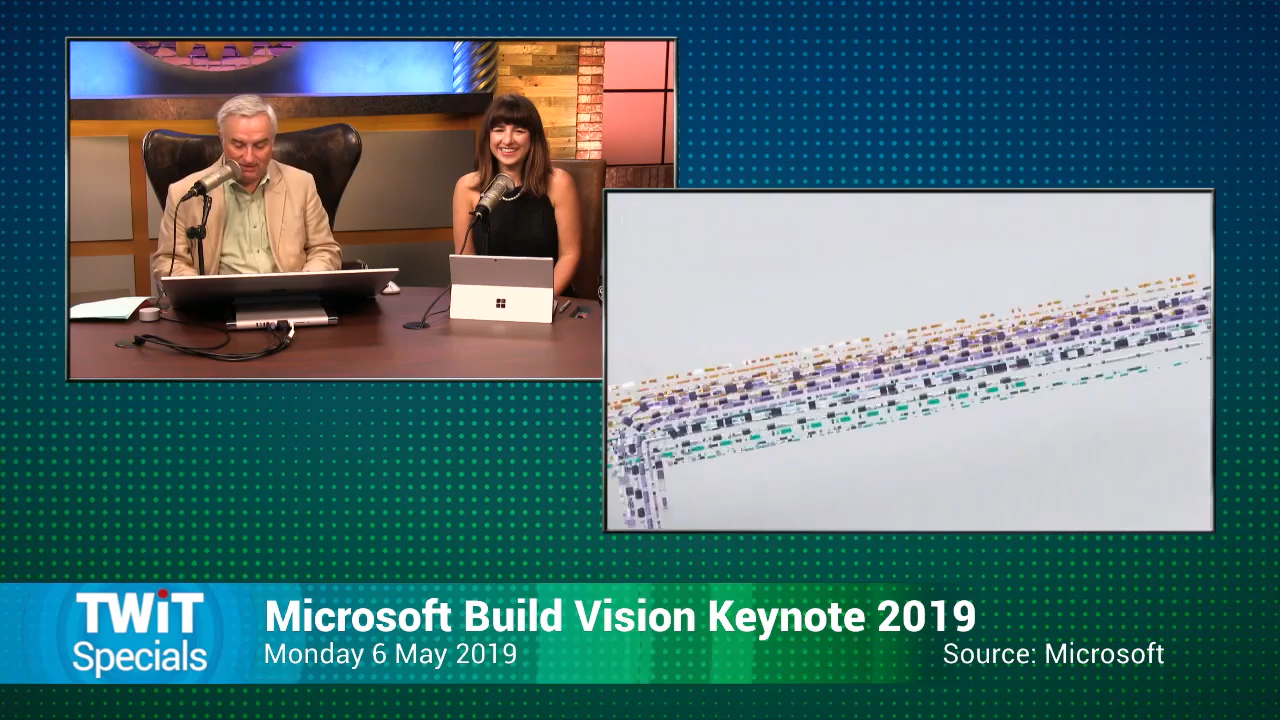 TWiT
Specials
Microsoft Build Vision Keynote 2019
Monday 6 May 2019
Source: Microsoft